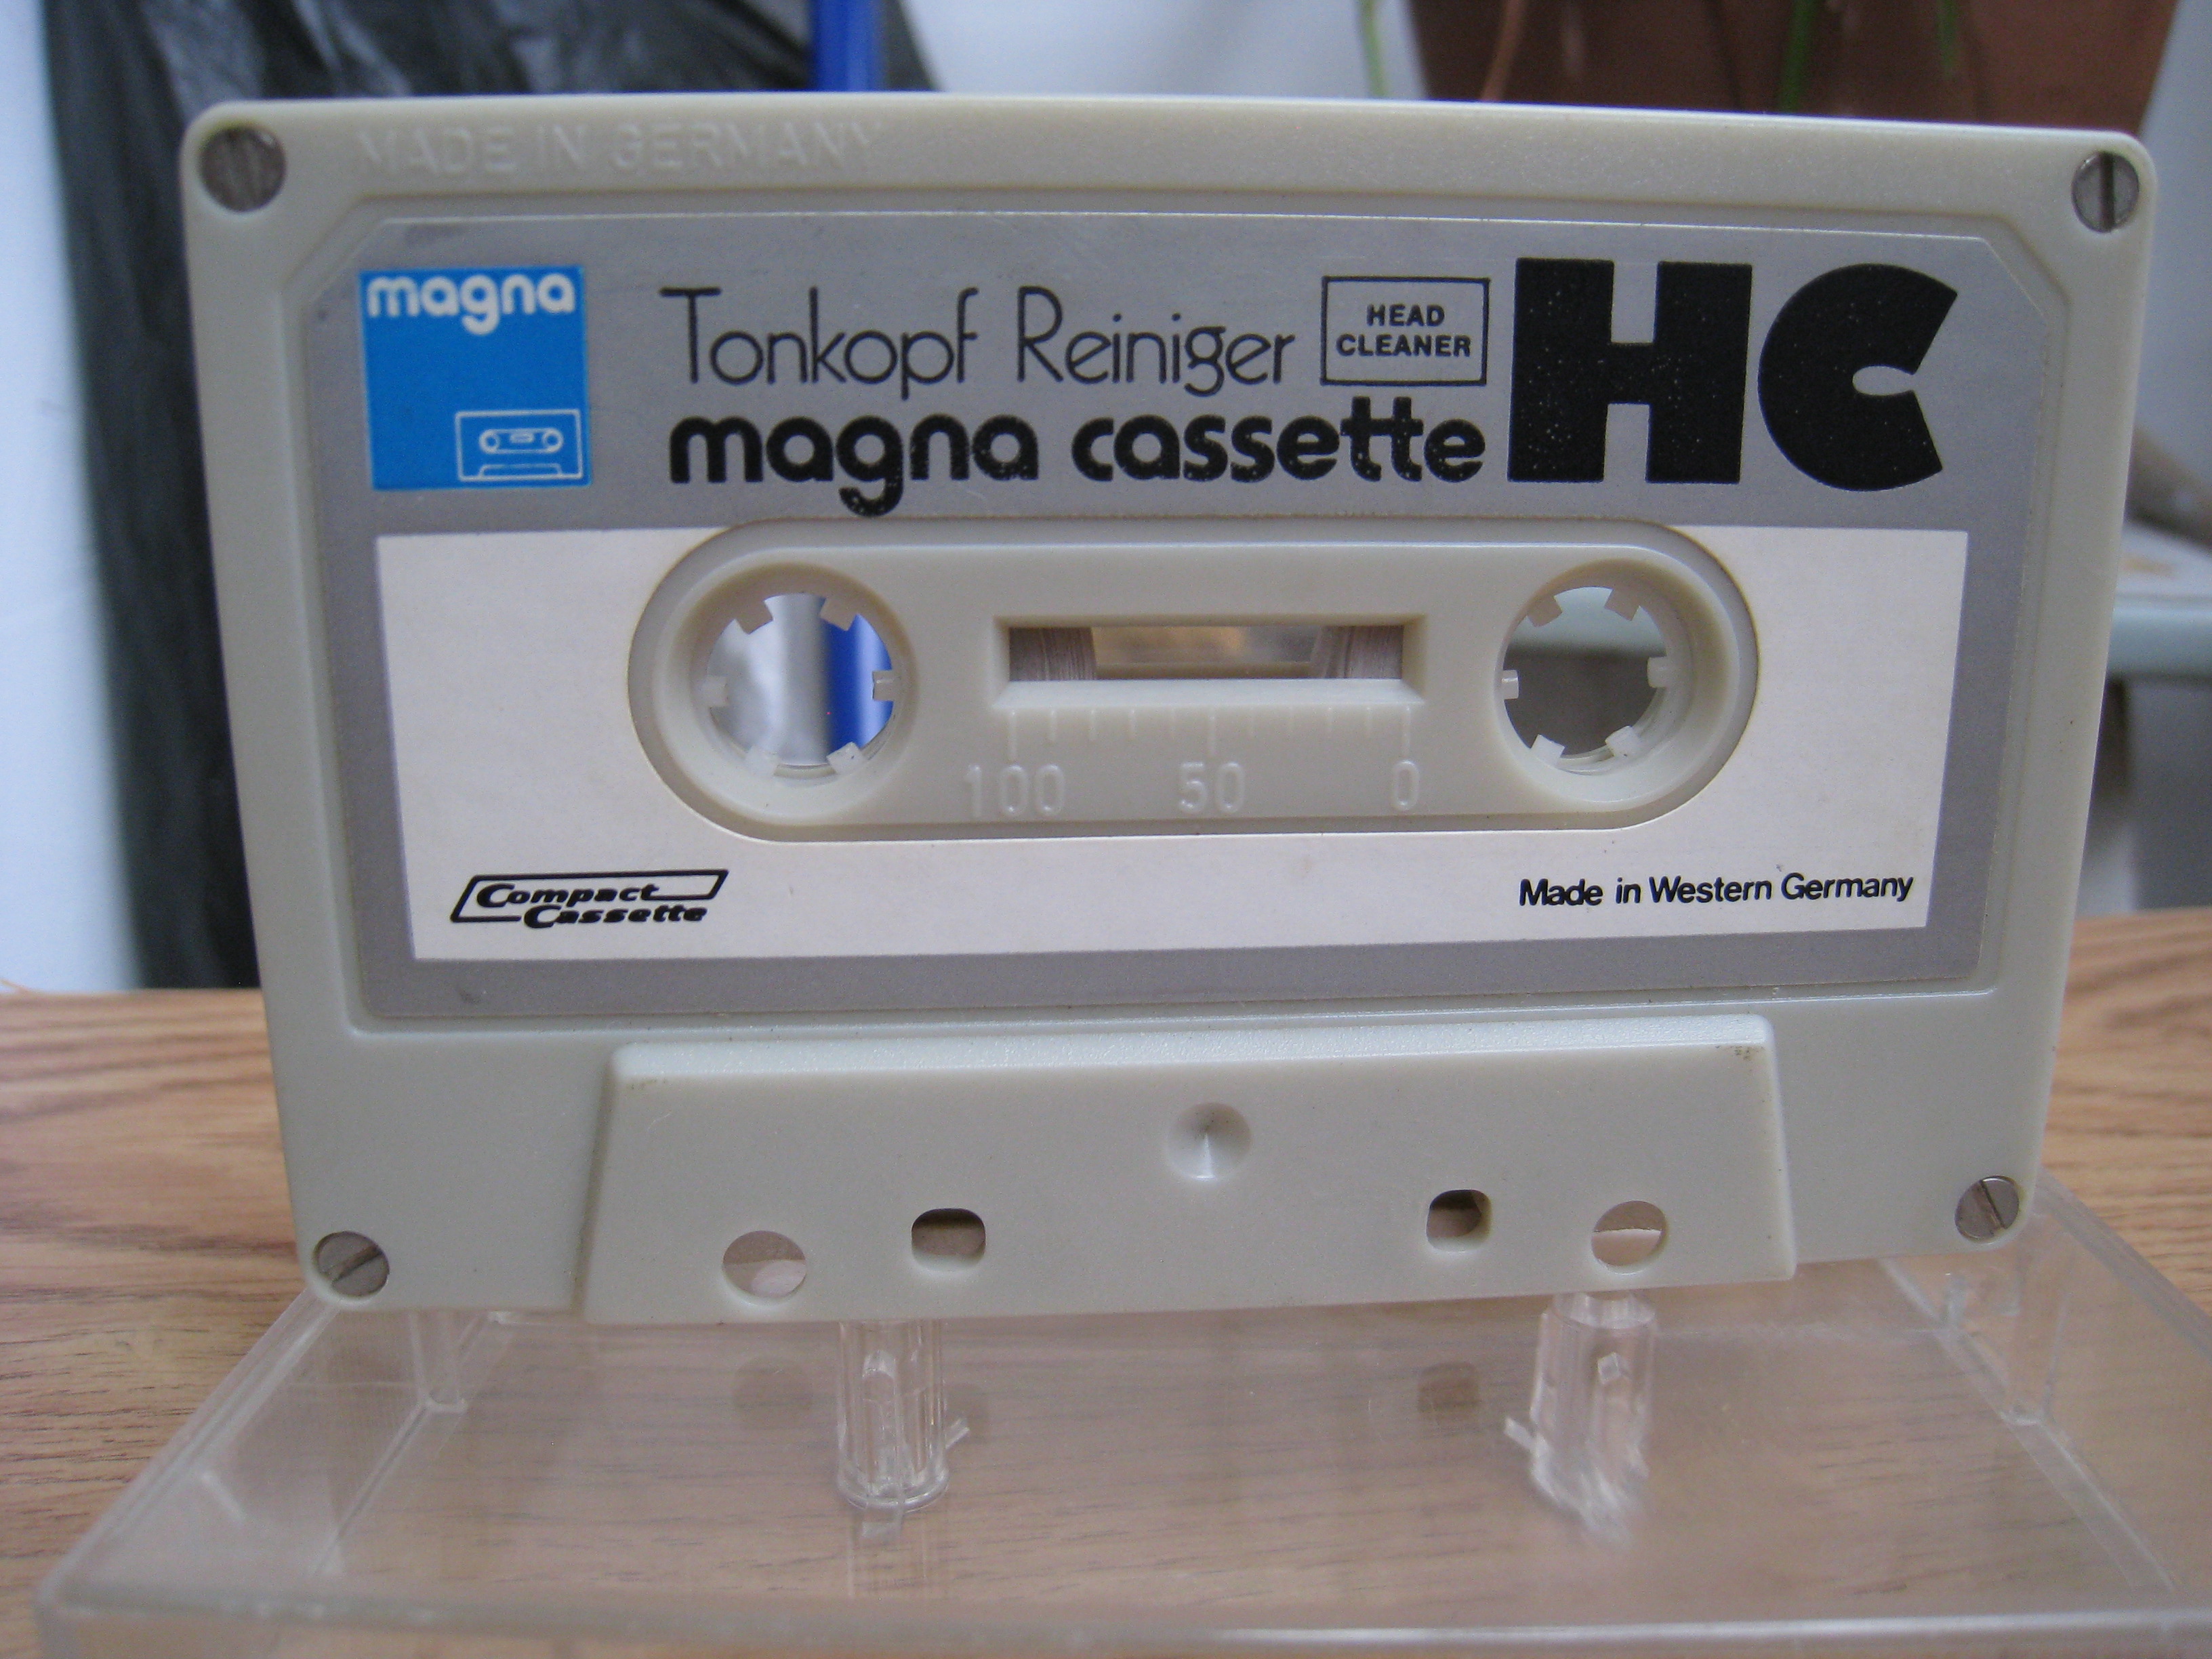 MADE IN GERMANY
magna
Tonkopf Reiniger
HEAD
CLEANER
HC
magna cassette
100 50 0
Compact
Cassette
Made in Western Germany